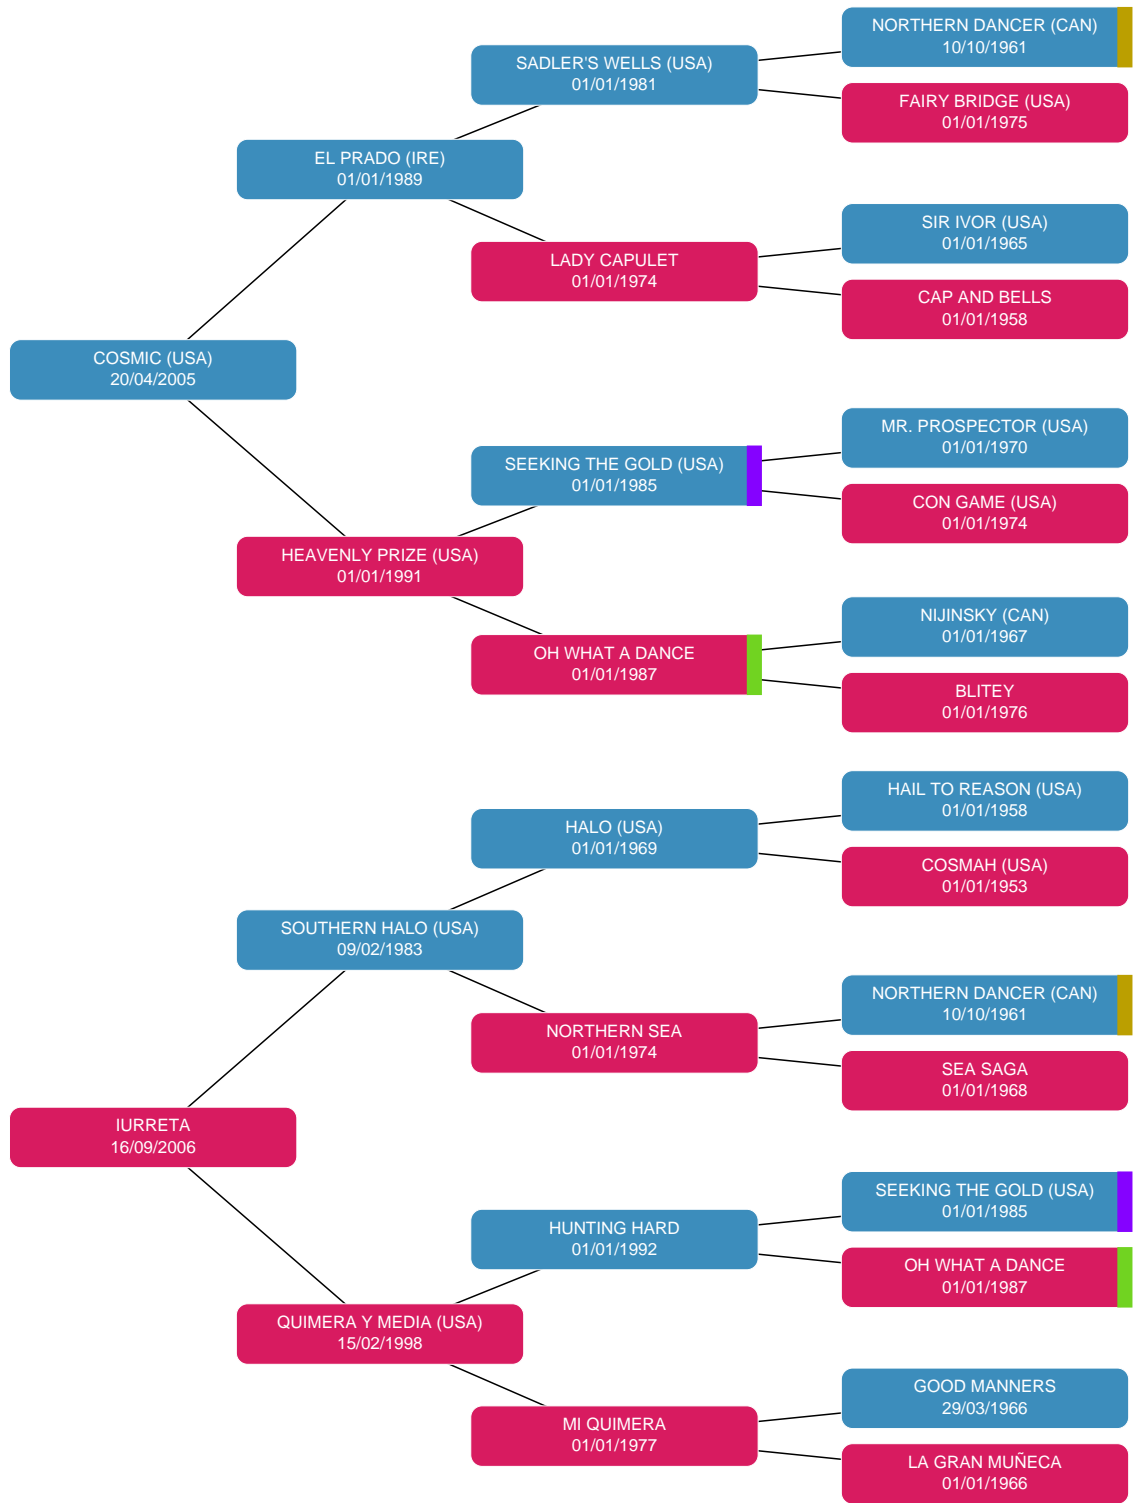 NORTHERN DANCER (CAN)
10/10/1961
SADLER'S WELLS (USA)
01/01/1981
FAIRY BRIDGE (USA)
01/01/1975
EL PRADO (IRE)
01/01/1989
SIR IVOR (USA)
01/01/1965
LADY CAPULET
01/01/1974
CAP AND BELLS
01/01/1958
COSMIC (USA)
20/04/2005
MR. PROSPECTOR (USA)
01/01/1970
SEEKING THE GOLD (USA)
01/01/1985
CON GAME (USA)
01/01/1974
HEAVENLY PRIZE (USA)
01/01/1991
NIJINSKY (CAN)
01/01/1967
OH WHAT A DANCE
01/01/1987
BLITEY
01/01/1976
HAIL TO REASON (USA)
01/01/1958
HALO (USA)
01/01/1969
COSMAH (USA)
01/01/1953
SOUTHERN HALO (USA)
09/02/1983
NORTHERN DANCER (CAN)
10/10/1961
NORTHERN SEA
01/01/1974
SEA SAGA
01/01/1968
IURRETA
16/09/2006
SEEKING THE GOLD (USA)
01/01/1985
HUNTING HARD
01/01/1992
OH WHAT A DANCE
01/01/1987
QUIMERA Y MEDIA (USA)
15/02/1998
GOOD MANNERS
29/03/1966
MI QUIMERA
01/01/1977
LA GRAN MUÑECA
01/01/1966